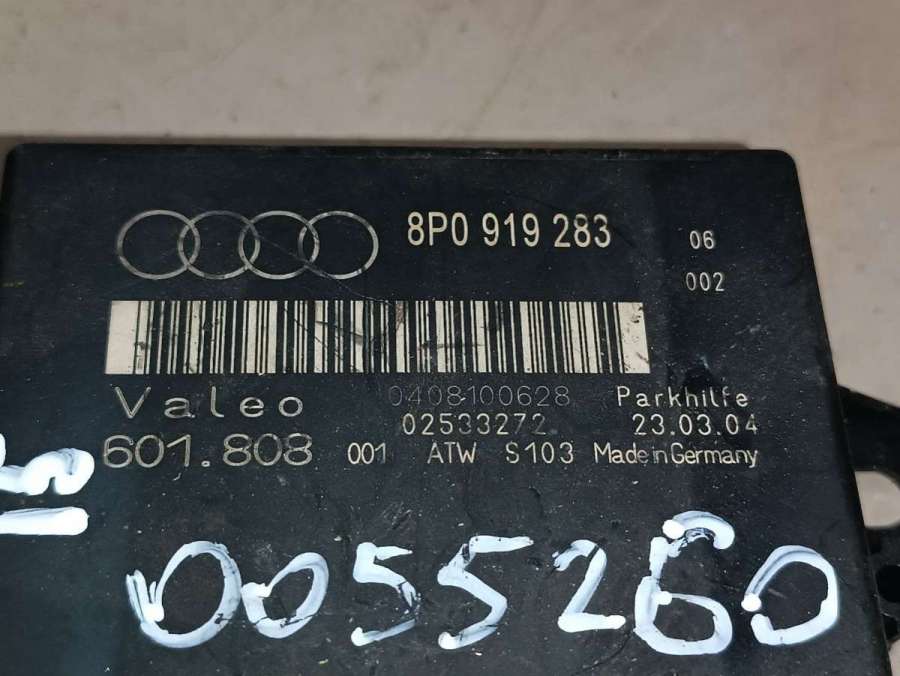 8P0 919 283 06
002
Valeo 0408100628 Parkhilfe
02533272 23.03.04
601.808 001 ATW S103 Made in Germany
0055260